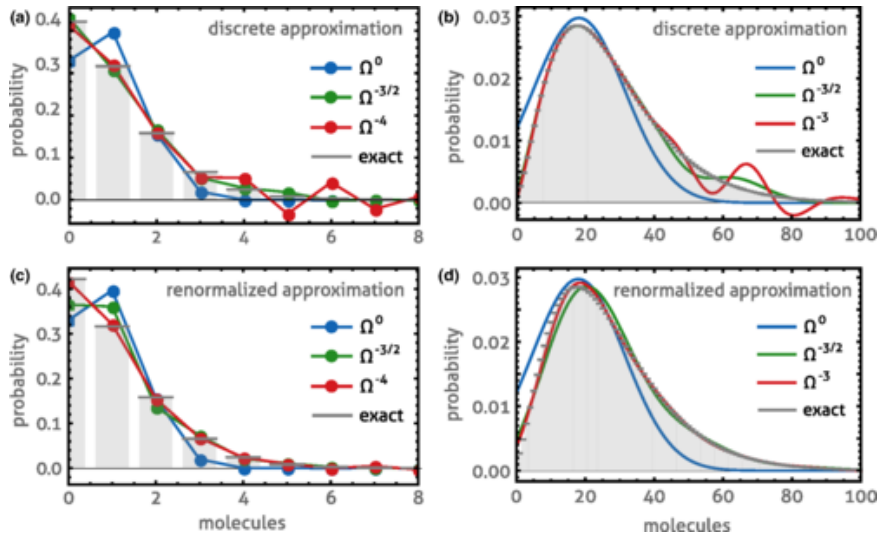 (a)
discrete approximation
Ω⁰
Ω⁻³/²
Ω⁻⁴
exact
probability
0.4
0.3
0.2
0.1
0.0
0 2 4 6 8
(b)
discrete approximation
Ω⁰
Ω⁻³/²
Ω⁻³
exact
probability
0.03
0.02
0.01
0.00
0 20 40 60 80 100
(c)
renormalized approximation
Ω⁰
Ω⁻³/²
Ω⁻⁴
exact
probability
0.4
0.3
0.2
0.1
0.0
0 2 4 6 8
molecules
(d)
renormalized approximation
Ω⁰
Ω⁻³/²
Ω⁻³
exact
probability
0.03
0.02
0.01
0.00
0 20 40 60 80 100
molecules